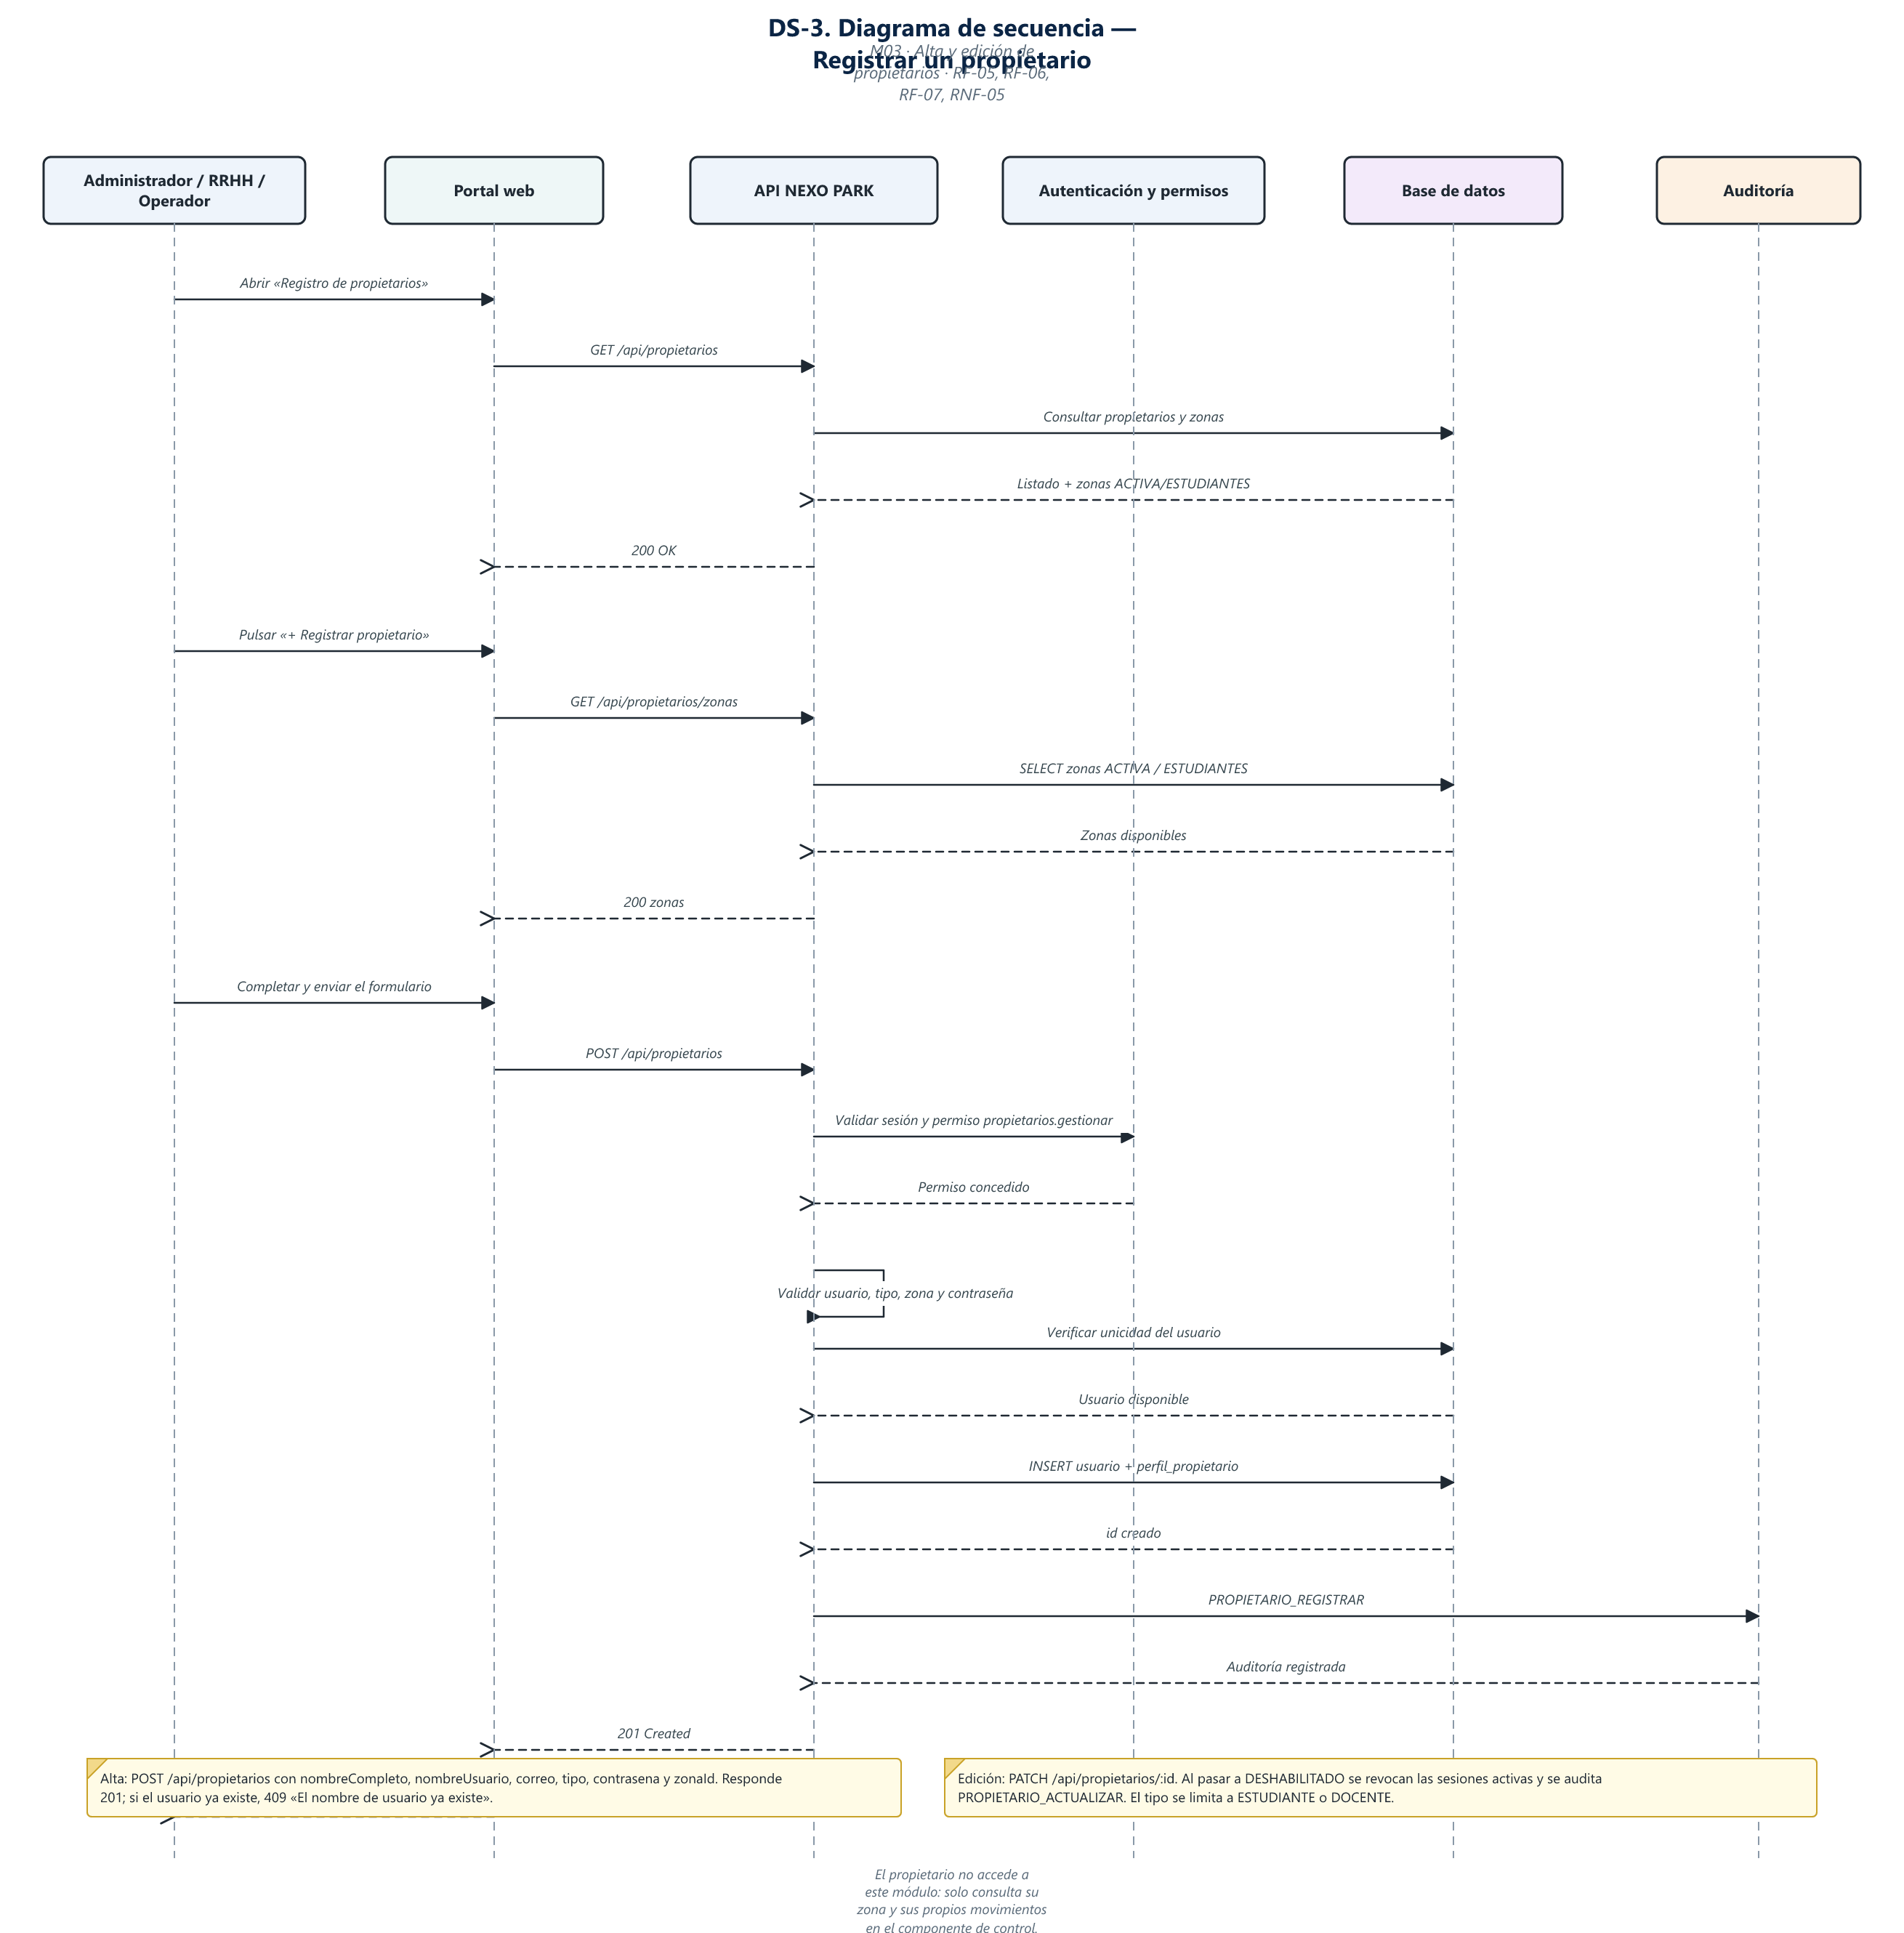 DS-3. Diagrama de secuencia —
Registrar un propietario
M03 · Alta y edición de
propietarios · RF-05, RF-06,
RF-07, RNF-05
Administrador / RRHH /
Operador
Portal web
API NEXO PARK
Autenticación y permisos
Base de datos
Auditoría
Abrir «Registro de propietarios»
GET /api/propietarios
Consultar propietarios y zonas
Listado + zonas ACTIVA/ESTUDIANTES
200 OK
Pulsar «+ Registrar propietario»
GET /api/propietarios/zonas
SELECT zonas ACTIVA / ESTUDIANTES
Zonas disponibles
200 zonas
Completar y enviar el formulario
POST /api/propietarios
Validar sesión y permiso propietarios.gestionar
Permiso concedido
Validar usuario, tipo, zona y contraseña
Verificar unicidad del usuario
Usuario disponible
INSERT usuario + perfil_propietario
id creado
PROPIETARIO_REGISTRAR
Auditoría registrada
201 Created
Alta: POST /api/propietarios con nombreCompleto, nombreUsuario, correo, tipo, contrasena y zonaId. Responde
201; si el usuario ya existe, 409 «El nombre de usuario ya existe».
Edición: PATCH /api/propietarios/:id. Al pasar a DESHABILITADO se revocan las sesiones activas y se audita
PROPIETARIO_ACTUALIZAR. El tipo se limita a ESTUDIANTE o DOCENTE.
El propietario no accede a
este módulo: solo consulta su
zona y sus propios movimientos
en el componente de control.